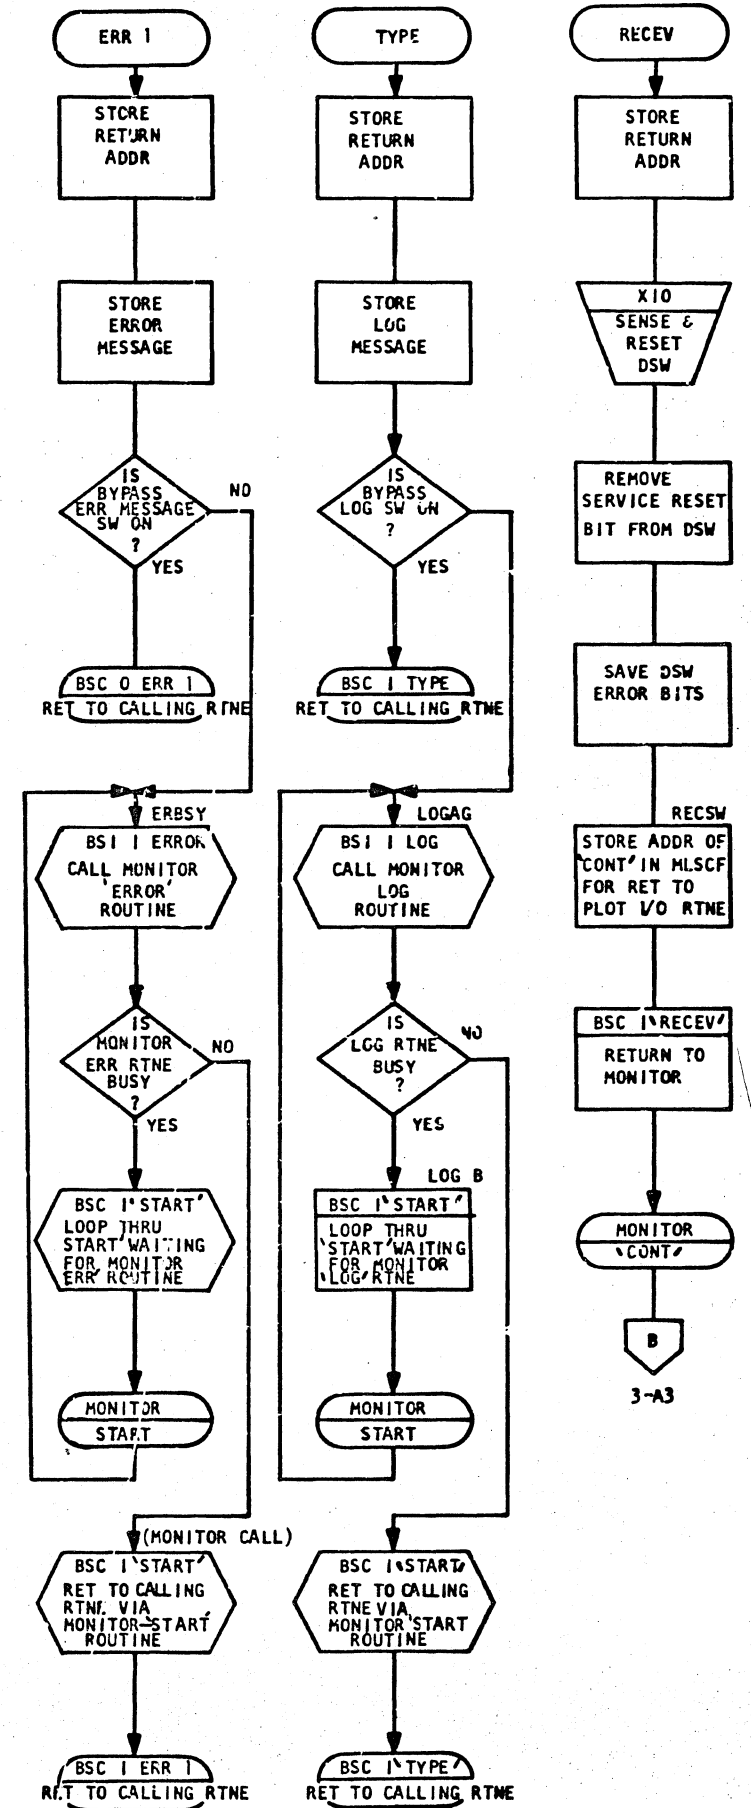 ERR 1
STORE
RETURN
ADDR
STORE
ERROR
MESSAGE
IS
BYPASS
ERR MESSAGE
SW ON
?
NO
YES
BSC O ERR 1
RET TO CALLING RTNE
ERBSY
BSI I ERROR
CALL MONITOR
'ERROR'
ROUTINE
IS
MONITOR
ERR RTNE
BUSY
?
NO
YES
BSC I 'START'
LOOP THRU
START' WAITING
FOR MONITOR
ERR' ROUTINE
MONITOR
START
(MONITOR CALL)
BSC I 'START'
RET TO CALLING
RTNE VIA
MONITOR-START'
ROUTINE
BSC I ERR 1
RET TO CALLING RTNE
TYPE
STORE
RETURN
ADDR
STORE
LOG
MESSAGE
IS
BYPASS
LOG SW ON
?
YES
BSC I TYPE
RET TO CALLING RTNE
LOGAG
BSI I LOG
CALL MONITOR
LOG
ROUTINE
IS
LOG RTNE
BUSY
?
NO
YES
LOG B
BSC I 'START'
LOOP THRU
'START' WAITING
FOR MONITOR
'LOG' RTNE
MONITOR
START
BSC I 'START'
RET TO CALLING
RTNE VIA
MONITOR 'START
ROUTINE
BSC I 'TYPE'
RET TO CALLING RTNE
RECEV
STORE
RETURN
ADDR
XIO
SENSE &
RESET
DSW
REMOVE
SERVICE RESET
BIT FROM DSW
SAVE DSW
ERROR BITS
RECSW
STORE ADDR OF
'CONT' IN MLSCF
FOR RET TO
PLOT I/O RTNE
BSC I 'RECEV'
RETURN TO
MONITOR
MONITOR
'CONT'
B
3-A3